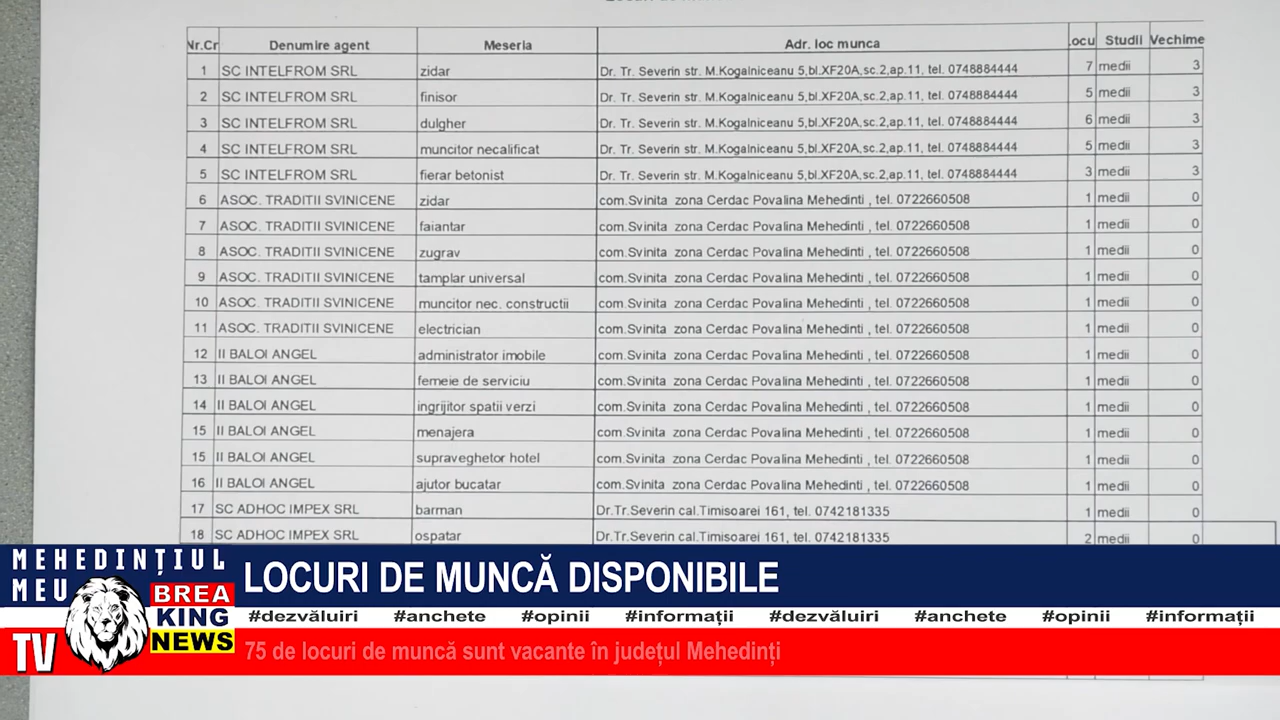 Nr.Cr Denumire agent Meseria Adr. loc munca Locu Studii Vechime
1 SC INTELFROM SRL zidar Dr. Tr. Severin str. M.Kogalniceanu 5,bl.XF20A,sc.2,ap.11, tel. 0748884444 7 medii 3
2 SC INTELFROM SRL finisor Dr. Tr. Severin str. M.Kogalniceanu 5,bl.XF20A,sc.2,ap.11, tel. 0748884444 5 medii 3
3 SC INTELFROM SRL dulgher Dr. Tr. Severin str. M.Kogalniceanu 5,bl.XF20A,sc.2,ap.11, tel. 0748884444 6 medii 3
4 SC INTELFROM SRL muncitor necalificat Dr. Tr. Severin str. M.Kogalniceanu 5,bl.XF20A,sc.2,ap.11, tel. 0748884444 5 medii 3
5 SC INTELFROM SRL fierar betonist Dr. Tr. Severin str. M.Kogalniceanu 5,bl.XF20A,sc.2,ap.11, tel. 0748884444 3 medii 3
6 ASOC. TRADITII SVINICENE zidar com.Svinita zona Cerdac Povalina Mehedinti , tel. 0722660508 1 medii 0
7 ASOC. TRADITII SVINICENE faiantar com.Svinita zona Cerdac Povalina Mehedinti , tel. 0722660508 1 medii 0
8 ASOC. TRADITII SVINICENE zugrav com.Svinita zona Cerdac Povalina Mehedinti , tel. 0722660508 1 medii 0
9 ASOC. TRADITII SVINICENE tamplar universal com.Svinita zona Cerdac Povalina Mehedinti , tel. 0722660508 1 medii 0
10 ASOC. TRADITII SVINICENE muncitor nec. constructii com.Svinita zona Cerdac Povalina Mehedinti , tel. 0722660508 1 medii 0
11 ASOC. TRADITII SVINICENE electrician com.Svinita zona Cerdac Povalina Mehedinti , tel. 0722660508 1 medii 0
12 II BALOI ANGEL administrator imobile com.Svinita zona Cerdac Povalina Mehedinti , tel. 0722660508 1 medii 0
13 II BALOI ANGEL femeie de serviciu com.Svinita zona Cerdac Povalina Mehedinti , tel. 0722660508 1 medii 0
14 II BALOI ANGEL ingrijitor spatii verzi com.Svinita zona Cerdac Povalina Mehedinti , tel. 0722660508 1 medii 0
15 II BALOI ANGEL menajera com.Svinita zona Cerdac Povalina Mehedinti , tel. 0722660508 1 medii 0
15 II BALOI ANGEL supraveghetor hotel com.Svinita zona Cerdac Povalina Mehedinti , tel. 0722660508 1 medii 0
16 II BALOI ANGEL ajutor bucatar com.Svinita zona Cerdac Povalina Mehedinti , tel. 0722660508 1 medii 0
17 SC ADHOC IMPEX SRL barman Dr.Tr.Severin cal.Timisoarei 161, tel. 0742181335 1 medii 0
18 SC ADHOC IMPEX SRL ospatar Dr.Tr.Severin cal.Timisoarei 161, tel. 0742181335 2 medii 0
MEHEDINȚIUL
MEU
TV
BREA
KING
NEWS
LOCURI DE MUNCĂ DISPONIBILE
#dezvăluiri #anchete #opinii #informații #dezvăluiri #anchete #opinii #informații
75 de locuri de muncă sunt vacante în județul Mehedinți